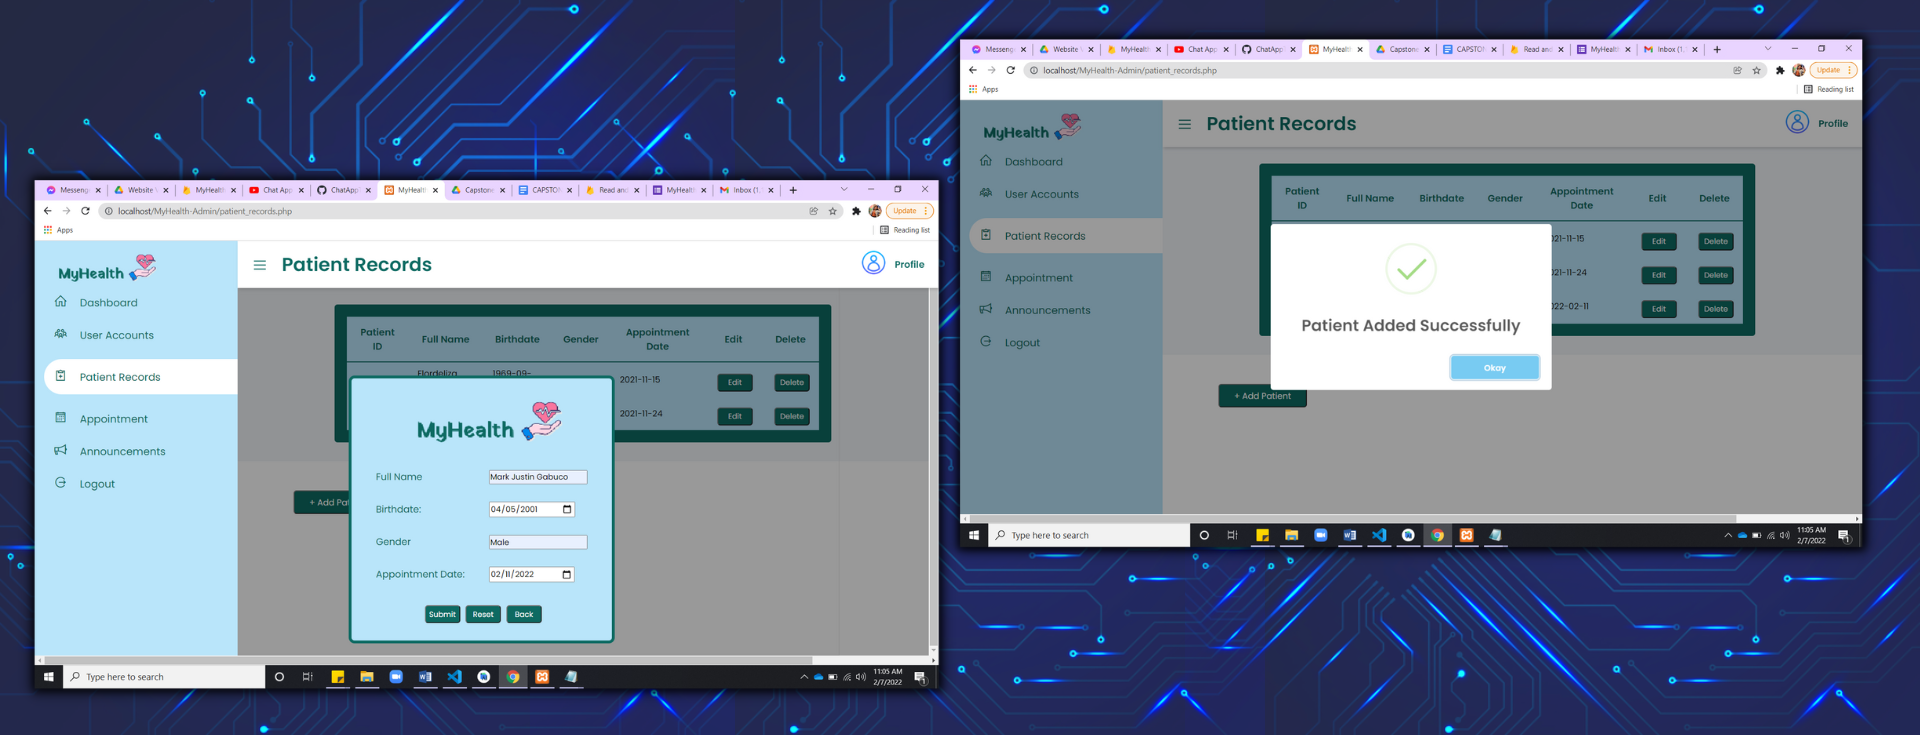 Messenge
Website V
MyHealth
Chat App
ChatAppl
MyHealth
Capstone
CAPSTON
Read and
MyHealth
Inbox (1,
localhost/MyHealth-Admin/patient_records.php
Update
Apps
Reading list
MyHealth
Dashboard
User Accounts
Patient Records
Appointment
Announcements
Logout
Patient Records
Profile
Patient ID
Full Name
Birthdate
Gender
Appointment Date
Edit
Delete
Flordeliza
1969-09-
2021-11-15
Edit
Delete
2021-11-24
Edit
Delete
+ Add Pat
MyHealth
Full Name
Mark Justin Gabuco
Birthdate:
04/05/2001
Gender
Male
Appointment Date:
02/11/2022
Submit
Reset
Back
Type here to search
11:05 AM
2/7/2022
1
Messenge
Website V
MyHealth
Chat App
ChatAppl
MyHealth
Capstone
CAPSTON
Read and
MyHealth
Inbox (1,
localhost/MyHealth-Admin/patient_records.php
Update
Apps
Reading list
MyHealth
Dashboard
User Accounts
Patient Records
Appointment
Announcements
Logout
Patient Records
Profile
Patient ID
Full Name
Birthdate
Gender
Appointment Date
Edit
Delete
021-11-15
Edit
Delete
021-11-24
Edit
Delete
022-02-11
Edit
Delete
Patient Added Successfully
Okay
+ Add Patient
Type here to search
11:05 AM
2/7/2022
1